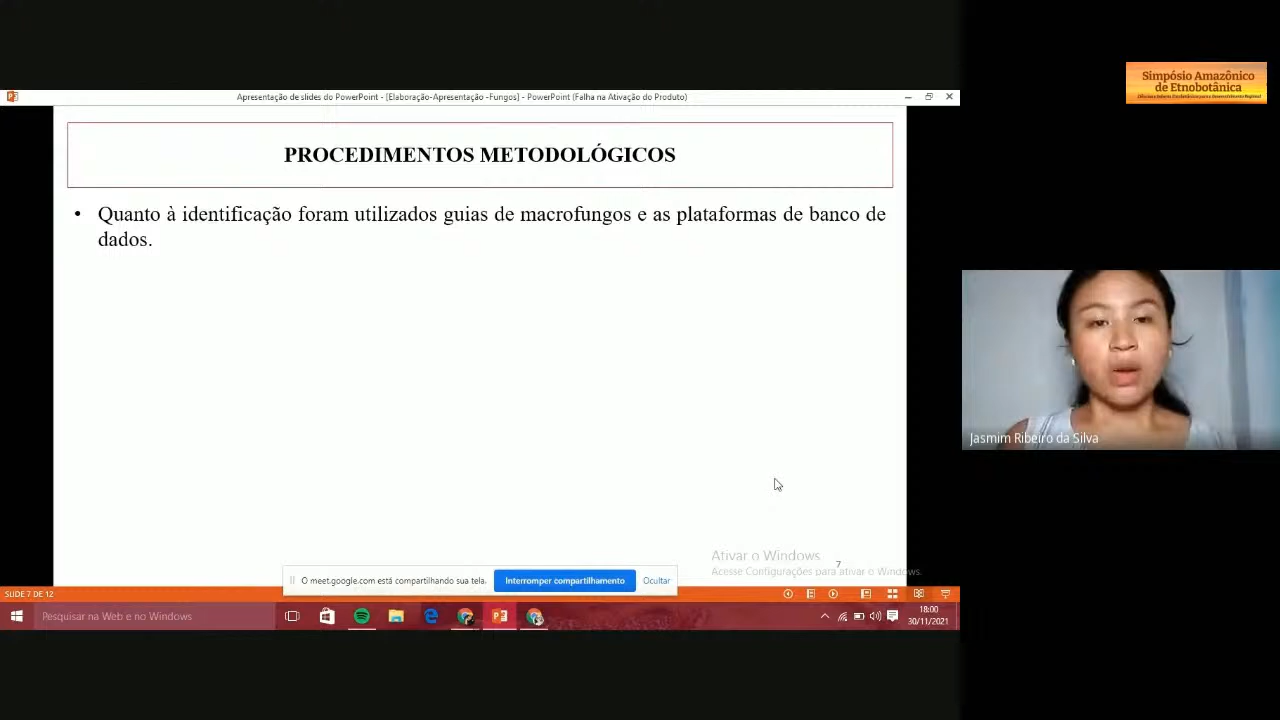 Simpósio Amazônico
de Etnobotânica
Apresentação de slides do PowerPoint - [Elaboração-Apresentação -Fungos] - PowerPoint (Falha na Ativação do Produto)
PROCEDIMENTOS METODOLÓGICOS
• Quanto à identificação foram utilizados guias de macrofungos e as plataformas de banco de
dados.
Jasmim Ribeiro da Silva
Ativar o Windows
7
Acesse Configurações para ativar o Windows.
O meet.google.com está compartilhando sua tela.
Interromper compartilhamento
Ocultar
SLIDE 7 DE 12
Pesquisar na Web e no Windows
18:00
30/11/2021